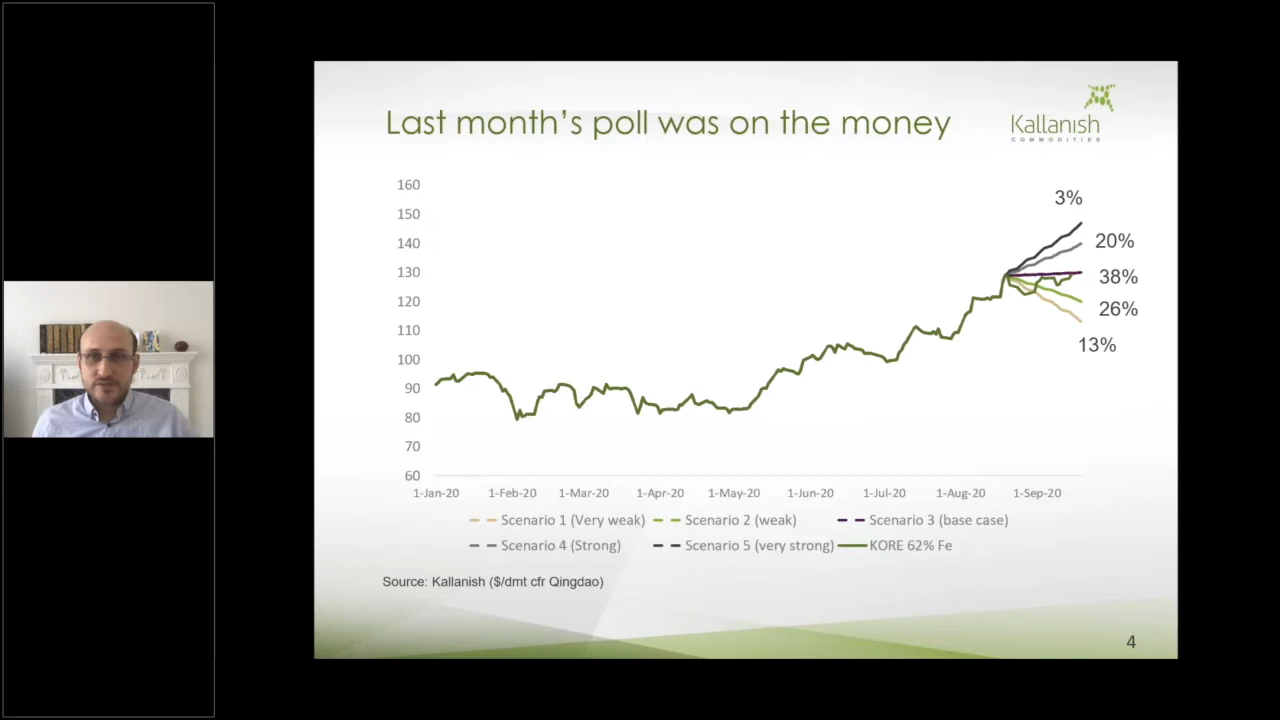 Last month's poll was on the money
Kallanish
COMMODITIES
160
150
140
130
120
110
100
90
80
70
60
3%
20%
38%
26%
13%
1-Jan-20 1-Feb-20 1-Mar-20 1-Apr-20 1-May-20 1-Jun-20 1-Jul-20 1-Aug-20 1-Sep-20
Scenario 1 (Very weak) Scenario 2 (weak) Scenario 3 (base case)
Scenario 4 (Strong) Scenario 5 (very strong) KORE 62% Fe
Source: Kallanish ($/dmt cfr Qingdao)
4